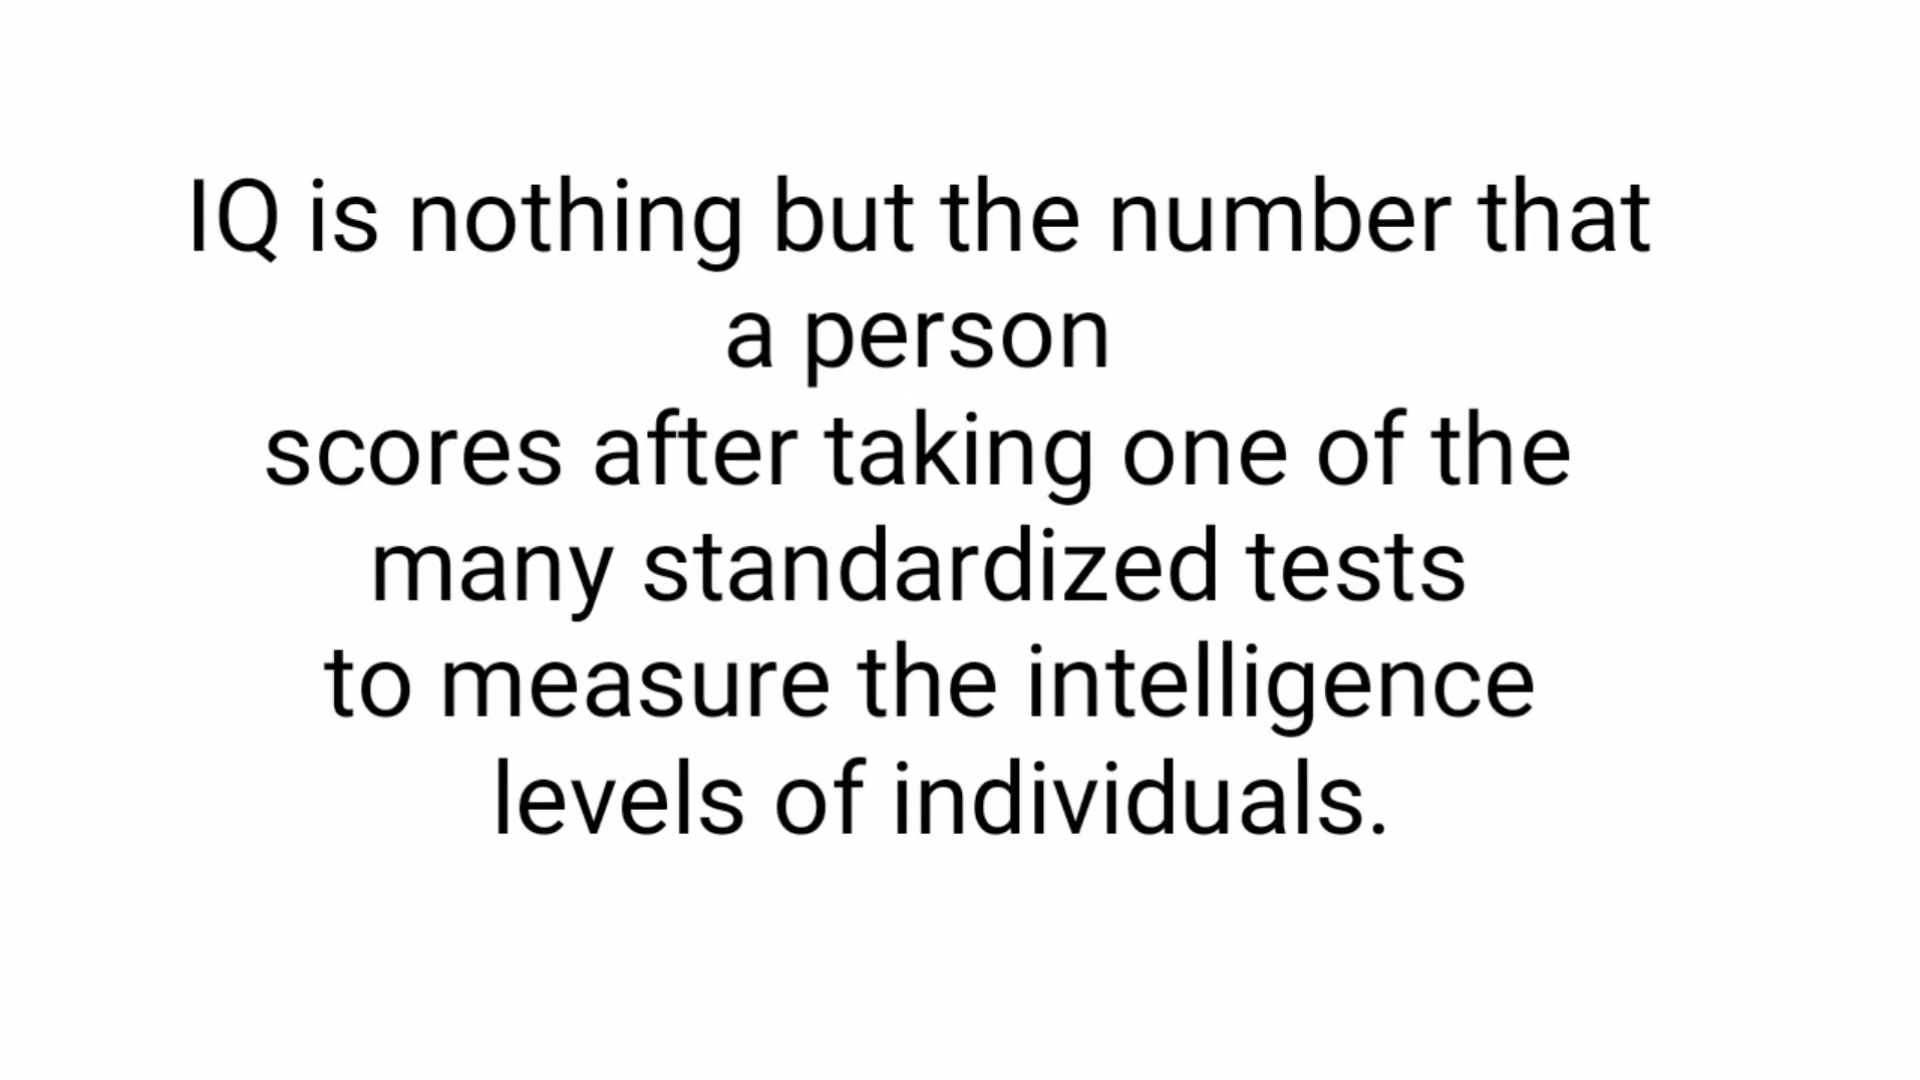 IQ is nothing but the number that
a person
scores after taking one of the
many standardized tests
to measure the intelligence
levels of individuals.